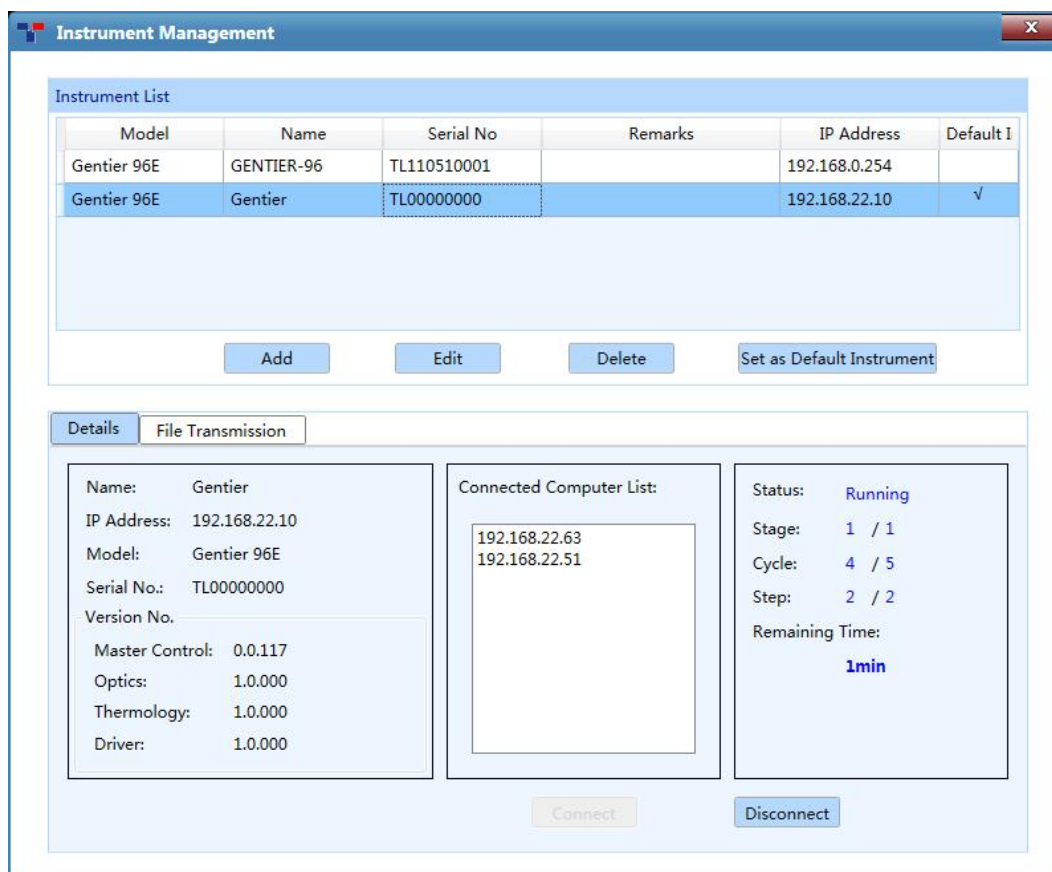 Instrument Management
X
Instrument List
Model Name Serial No Remarks IP Address Default I
Gentier 96E GENTIER-96 TL110510001 192.168.0.254
Gentier 96E Gentier TL00000000 192.168.22.10 √
Add Edit Delete Set as Default Instrument
Details File Transmission
Name: Gentier
IP Address: 192.168.22.10
Model: Gentier 96E
Serial No.: TL00000000
Version No.
Master Control: 0.0.117
Optics: 1.0.000
Thermology: 1.0.000
Driver: 1.0.000
Connected Computer List:
192.168.22.63
192.168.22.51
Status: Running
Stage: 1 / 1
Cycle: 4 / 5
Step: 2 / 2
Remaining Time:
1min
Connect Disconnect